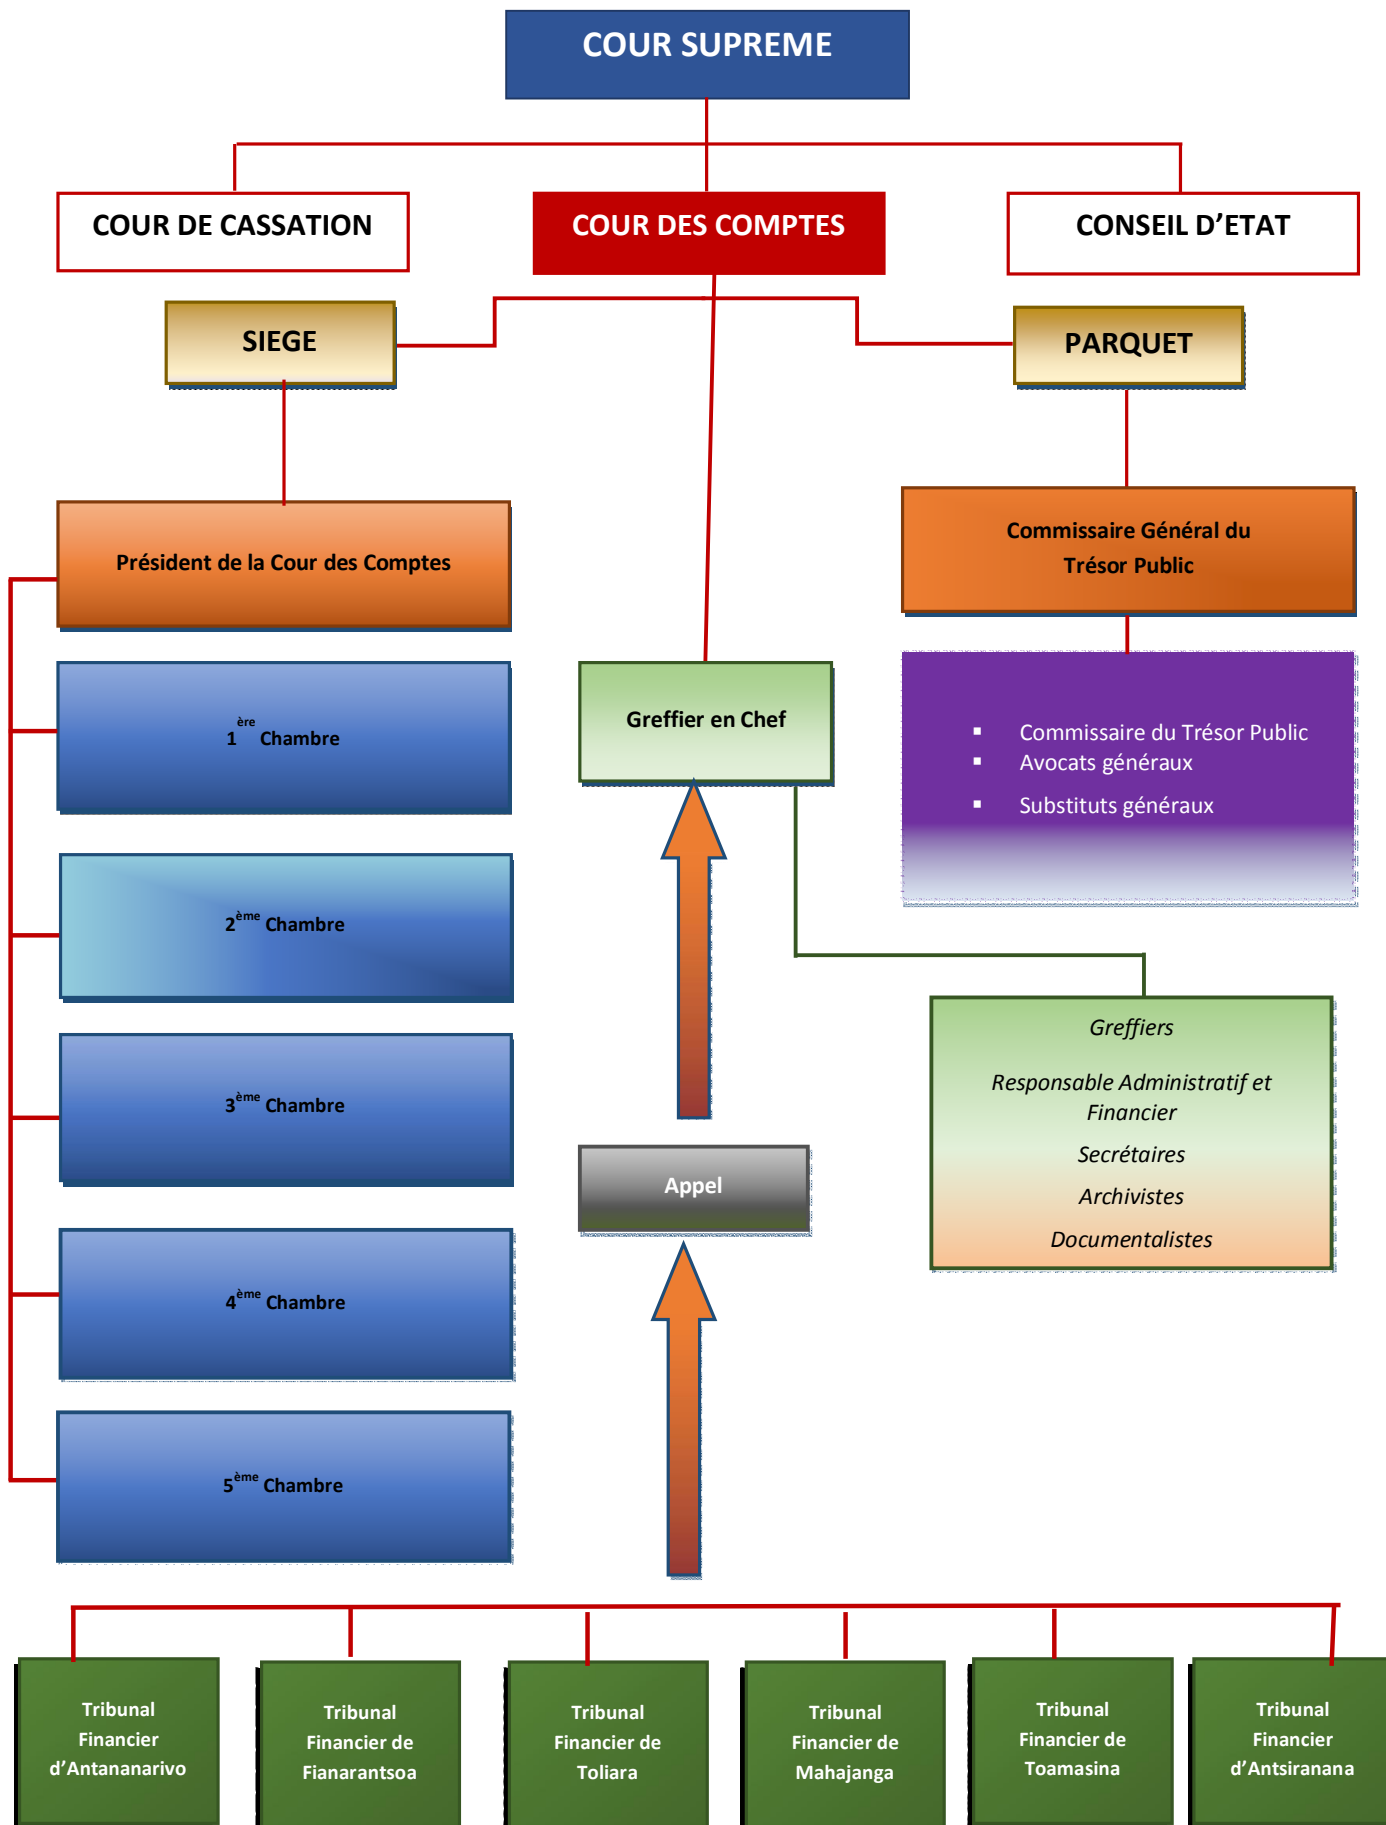 COUR SUPREME
COUR DE CASSATION
COUR DES COMPTES
CONSEIL D’ETAT
SIEGE
PARQUET
Président de la Cour des Comptes
Commissaire Général du
Trésor Public
1ère Chambre
Greffier en Chef
▪ Commissaire du Trésor Public
▪ Avocats généraux
▪ Substituts généraux
2ème Chambre
3ème Chambre
Greffiers
Responsable Administratif et
Financier
Secrétaires
Archivistes
Documentalistes
Appel
4ème Chambre
5ème Chambre
Tribunal
Financier
d’Antananarivo
Tribunal
Financier de
Fianarantsoa
Tribunal
Financier de
Toliara
Tribunal
Financier de
Mahajanga
Tribunal
Financier de
Toamasina
Tribunal
Financier
d’Antsiranana